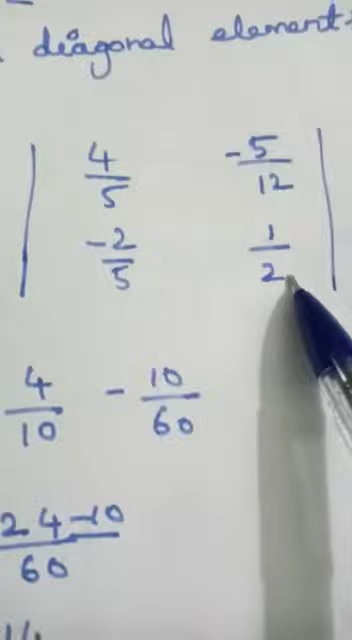 diagonal element
| 4/5 -5/12 |
| -2/5 1/2 |
4/10 - 10/60
24-10/60